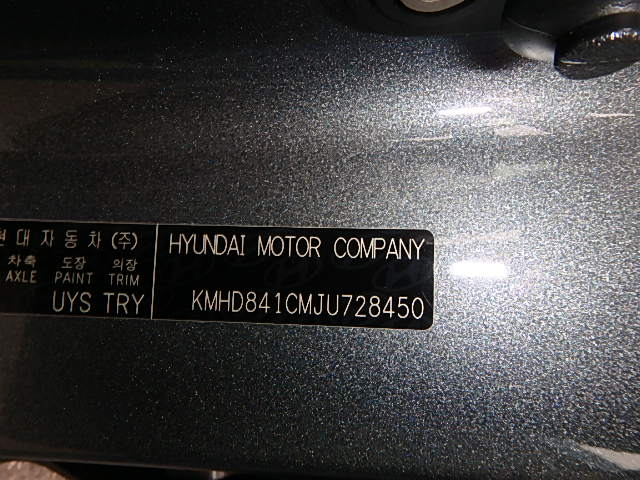 현대자동차(주)
차축 도장 의장
AXLE PAINT TRIM
UYS TRY
HYUNDAI MOTOR COMPANY
KMHD841CMJU728450